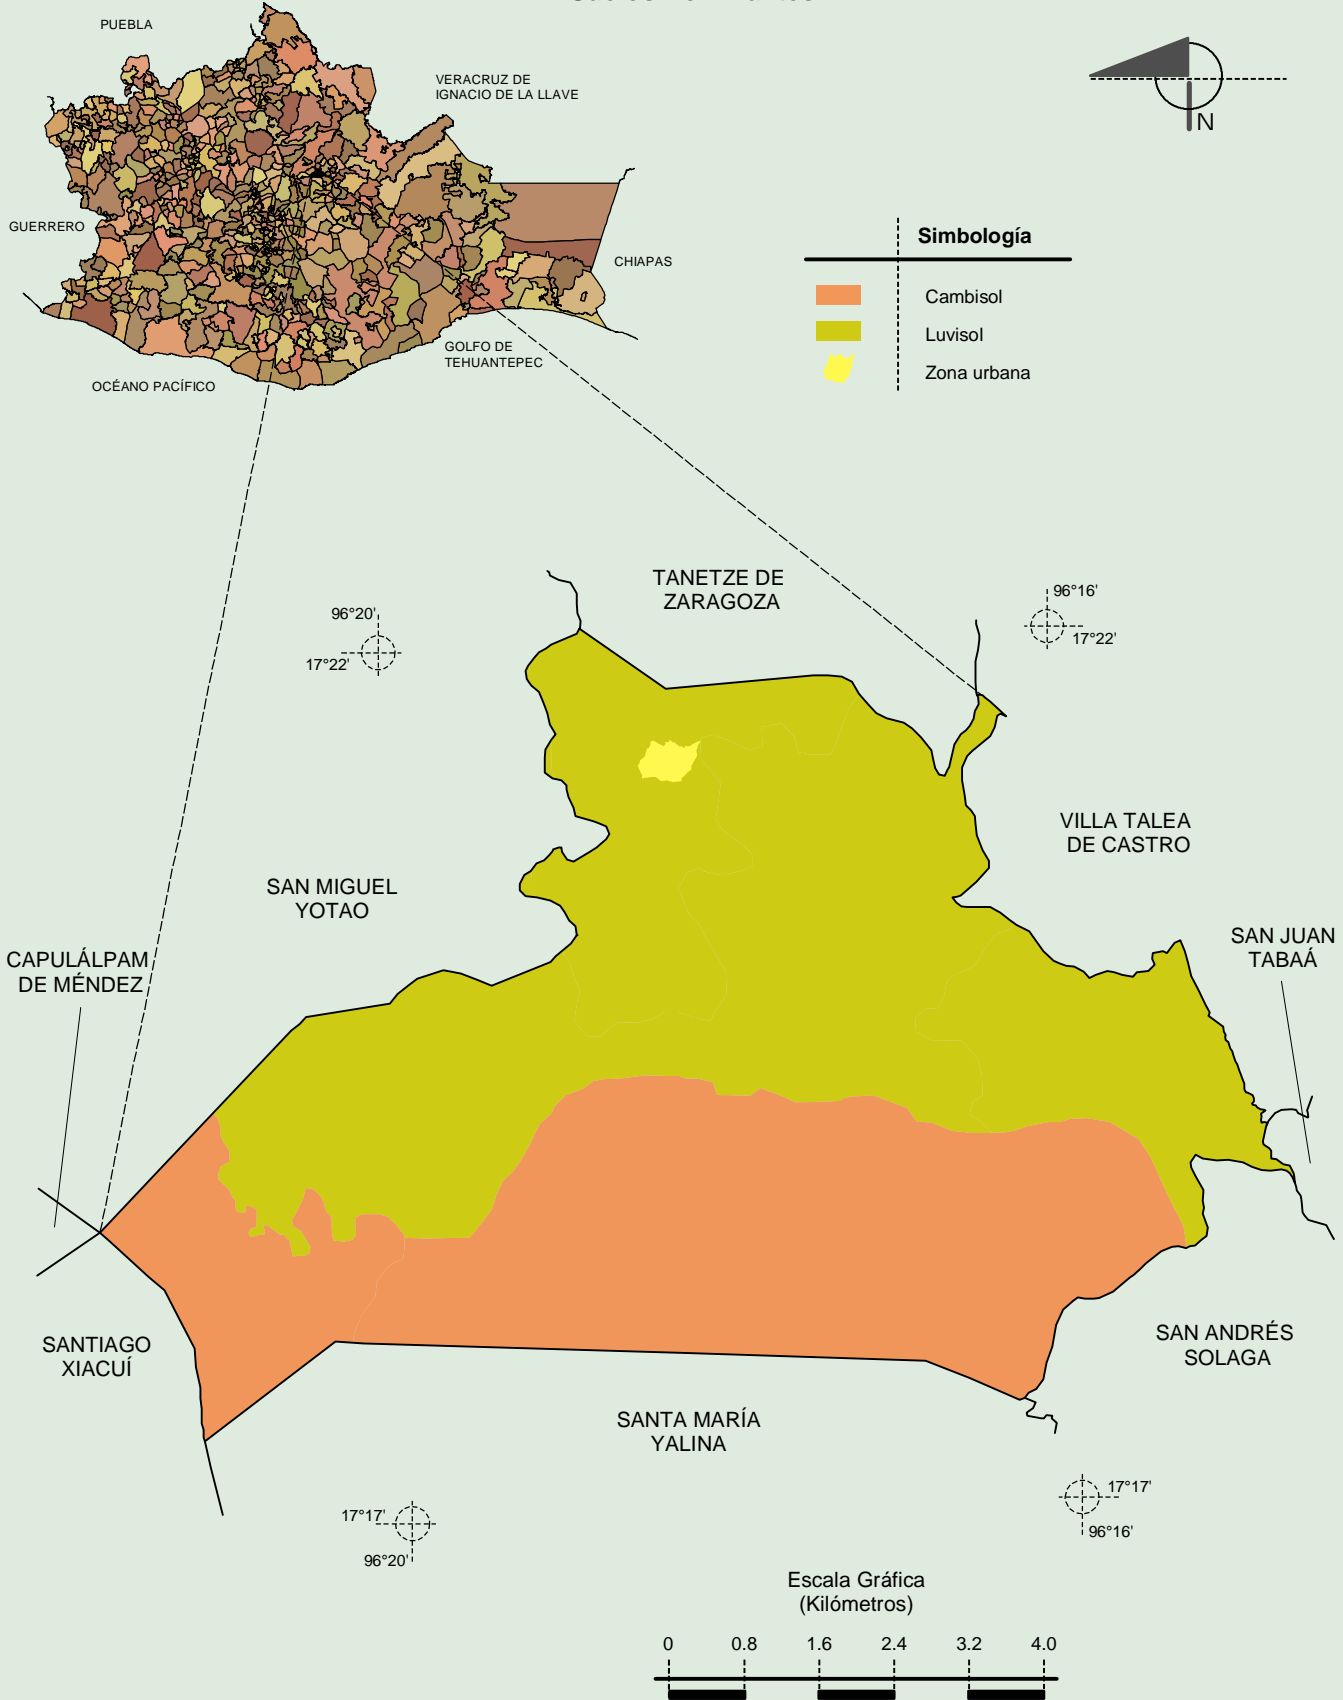 PUEBLA
VERACRUZ DE
IGNACIO DE LA LLAVE
N
GUERRERO
CHIAPAS
GOLFO DE
TEHUANTEPEC
OCÉANO PACÍFICO
Simbología
Cambisol
Luvisol
Zona urbana
TANETZE DE
ZARAGOZA
96°20'
17°22'
96°16'
17°22'
VILLA TALEA
DE CASTRO
SAN MIGUEL
YOTAO
SAN JUAN
TABAÁ
CAPULÁLPAM
DE MÉNDEZ
SANTIAGO
XIACUÍ
SAN ANDRÉS
SOLAGA
SANTA MARÍA
YALINA
17°17'
96°20'
17°17'
96°16'
Escala Gráfica
(Kilómetros)
0 0.8 1.6 2.4 3.2 4.0